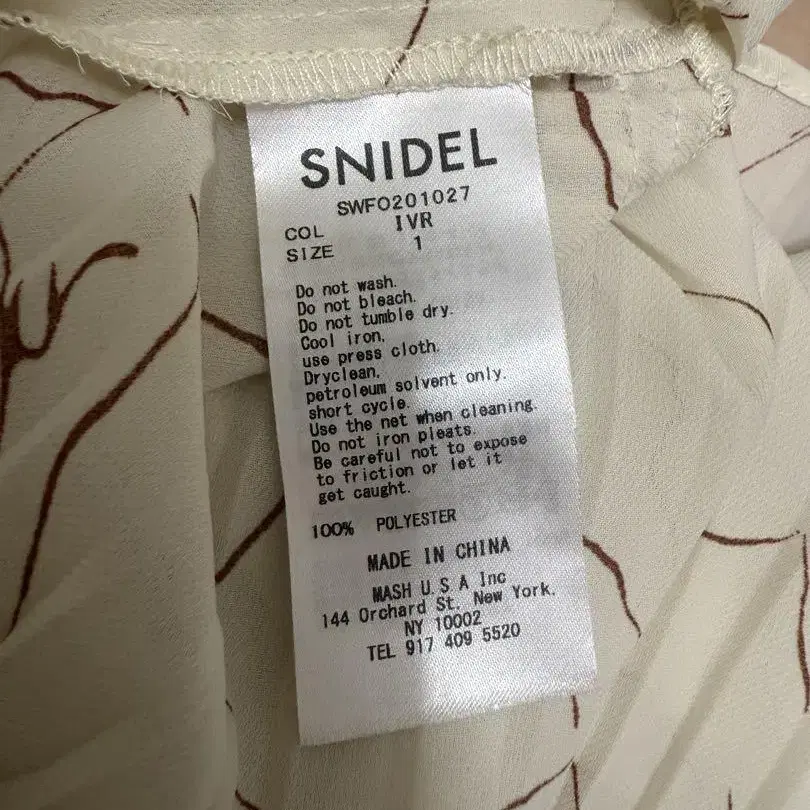 SNIDEL
SWFO201027
COL IVR
SIZE 1
Do not wash.
Do not bleach.
Do not tumble dry.
Cool iron.
use press cloth.
Dryclean.
petroleum solvent only.
short cycle.
Use the net when cleaning.
Do not iron pleats.
Be careful not to expose
to friction or let it
get caught.
100% POLYESTER
MADE IN CHINA
MASH U.S.A Inc
144 Orchard St. New York.
NY 10002
TEL 917 409 5520